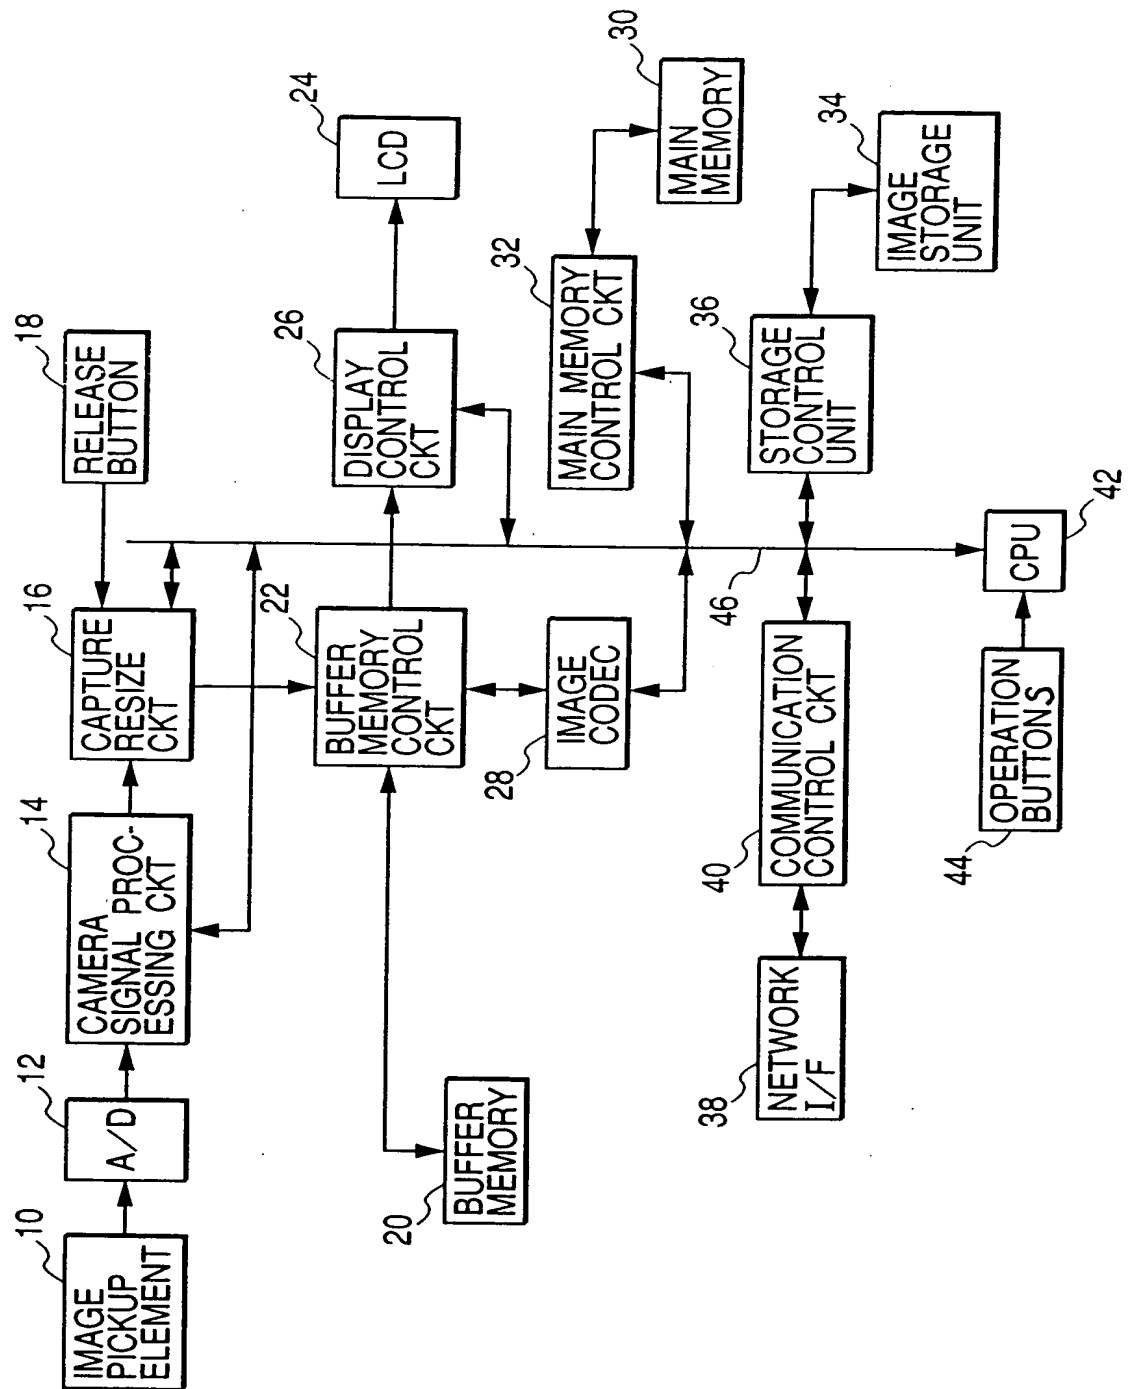 10
IMAGE
PICKUP
ELEMENT
12
A/D
14
CAMERA
SIGNAL PROC-
ESSING CKT
16
CAPTURE
RESIZE
CKT
18
RELEASE
BUTTON
20
BUFFER
MEMORY
22
BUFFER
MEMORY
CONTROL
CKT
26
DISPLAY
CONTROL
CKT
24
LCD
28
IMAGE
CODEC
32
MAIN MEMORY
CONTROL CKT
30
MAIN
MEMORY
38
NETWORK
I/F
40
COMMUNICATION
CONTROL CKT
46
36
STORAGE
CONTROL
UNIT
34
IMAGE
STORAGE
UNIT
44
OPERATION
BUTTONS
42
CPU